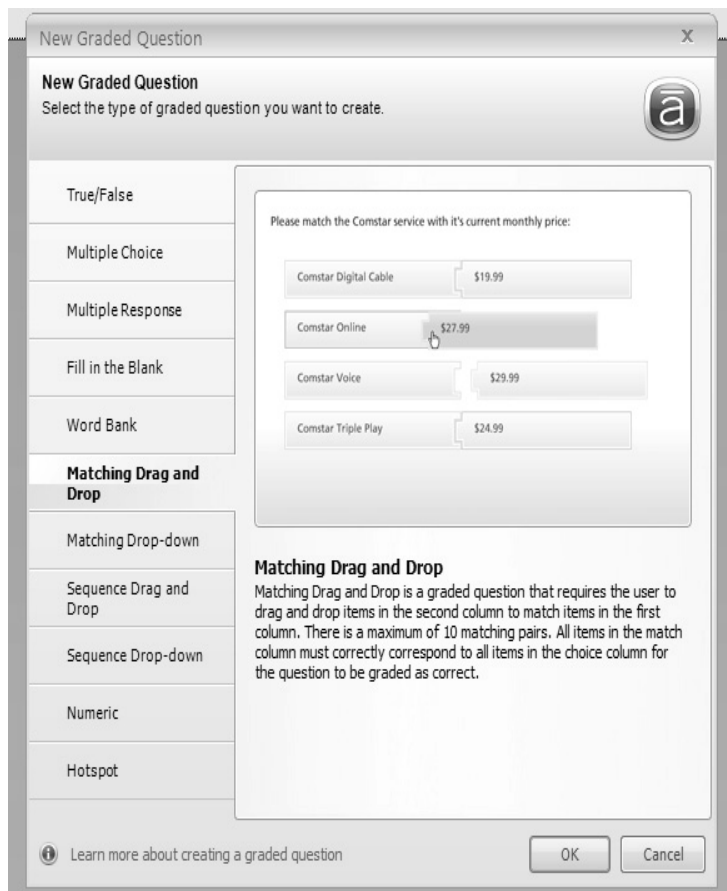 New Graded Question
X
New Graded Question
Select the type of graded question you want to create.
ā
True/False
Multiple Choice
Multiple Response
Fill in the Blank
Word Bank
Matching Drag and
Drop
Matching Drop-down
Sequence Drag and
Drop
Sequence Drop-down
Numeric
Hotspot
Please match the Comstar service with it's current monthly price:
Comstar Digital Cable $19.99
Comstar Online $27.99
Comstar Voice $29.99
Comstar Triple Play $24.99
Matching Drag and Drop
Matching Drag and Drop is a graded question that requires the user to
drag and drop items in the second column to match items in the first
column. There is a maximum of 10 matching pairs. All items in the match
column must correctly correspond to all items in the choice column for
the question to be graded as correct.
Learn more about creating a graded question
OK
Cancel